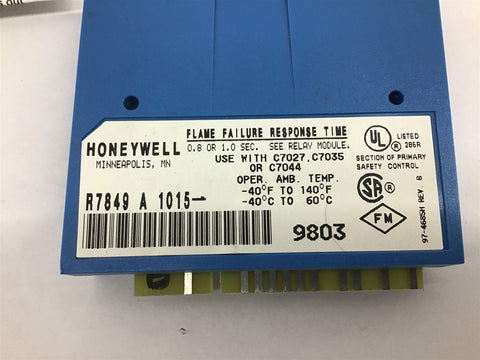 HONEYWELL
MINNEAPOLIS, MN
FLAME FAILURE RESPONSE TIME
0.8 OR 1.0 SEC. SEE RELAY MODULE.
USE WITH C7027,C7035
OR C7044
OPER. AMB. TEMP.
-40°F TO 140°F
-40°C TO 60°C
R7849 A 1015
9803
UL
LISTED
286R
SECTION OF PRIMARY
SAFETY CONTROL
SA
FM
97-4685H REV. B